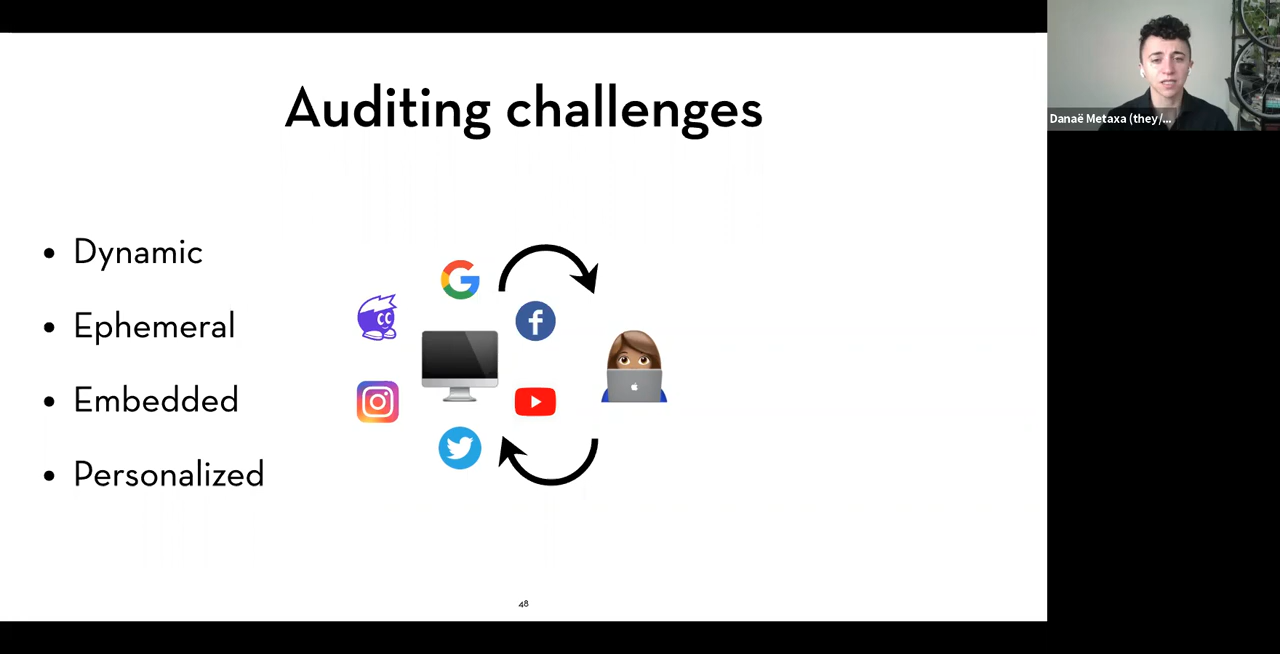 Auditing challenges
• Dynamic
• Ephemeral
• Embedded
• Personalized
48
Danaë Metaxa (they/...